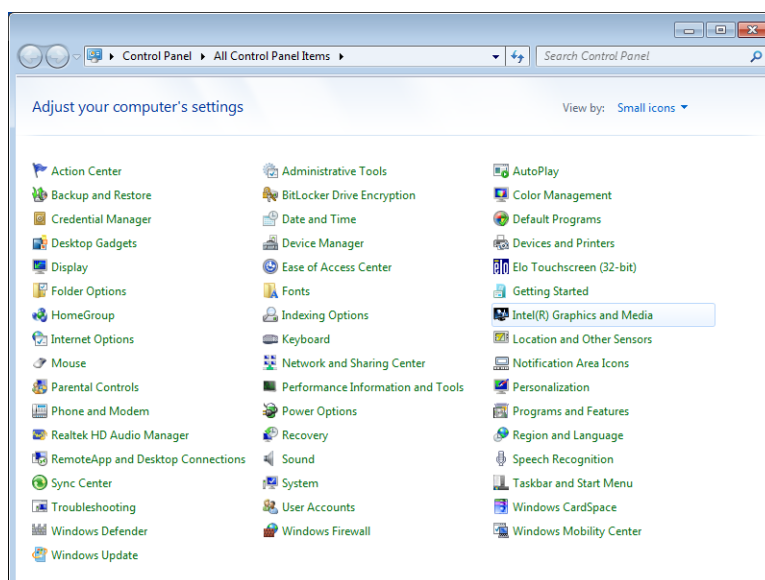 Control Panel All Control Panel Items Search Control Panel
Adjust your computer's settings View by: Small icons
Action Center Administrative Tools AutoPlay
Backup and Restore BitLocker Drive Encryption Color Management
Credential Manager Date and Time Default Programs
Desktop Gadgets Device Manager Devices and Printers
Display Ease of Access Center Elo Touchscreen (32-bit)
Folder Options Fonts Getting Started
HomeGroup Indexing Options Intel(R) Graphics and Media
Internet Options Keyboard Location and Other Sensors
Mouse Network and Sharing Center Notification Area Icons
Parental Controls Performance Information and Tools Personalization
Phone and Modem Power Options Programs and Features
Realtek HD Audio Manager Recovery Region and Language
RemoteApp and Desktop Connections Sound Speech Recognition
Sync Center System Taskbar and Start Menu
Troubleshooting User Accounts Windows CardSpace
Windows Defender Windows Firewall Windows Mobility Center
Windows Update